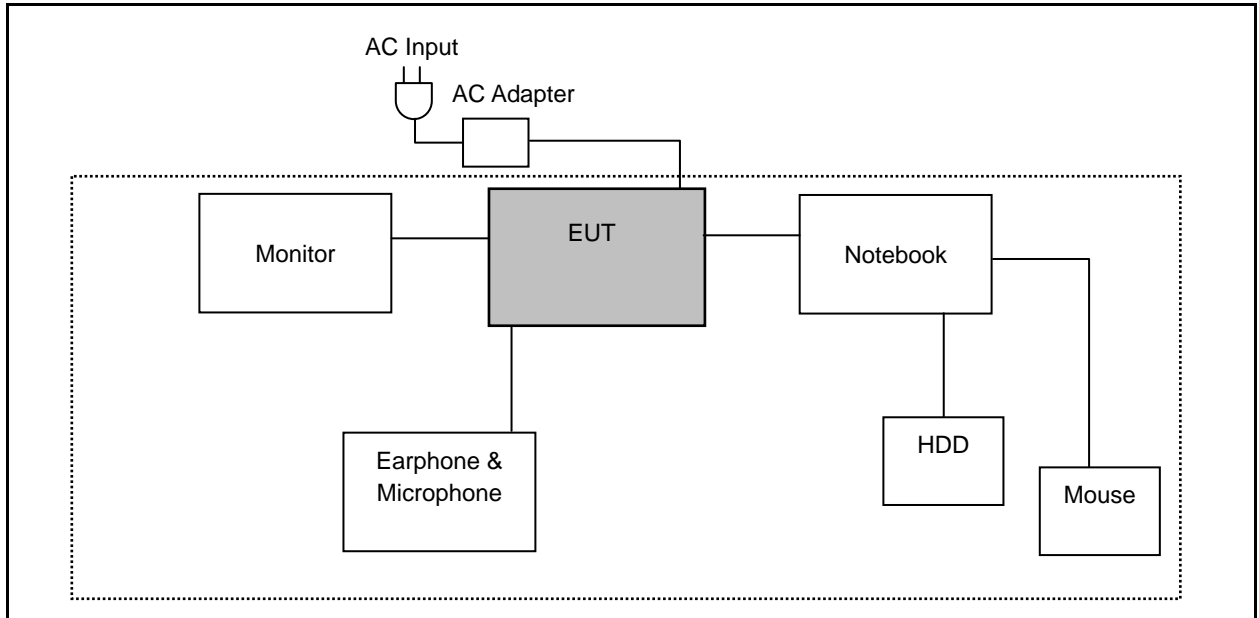 AC Input
AC Adapter
Monitor
EUT
Notebook
Earphone &
Microphone
HDD
Mouse